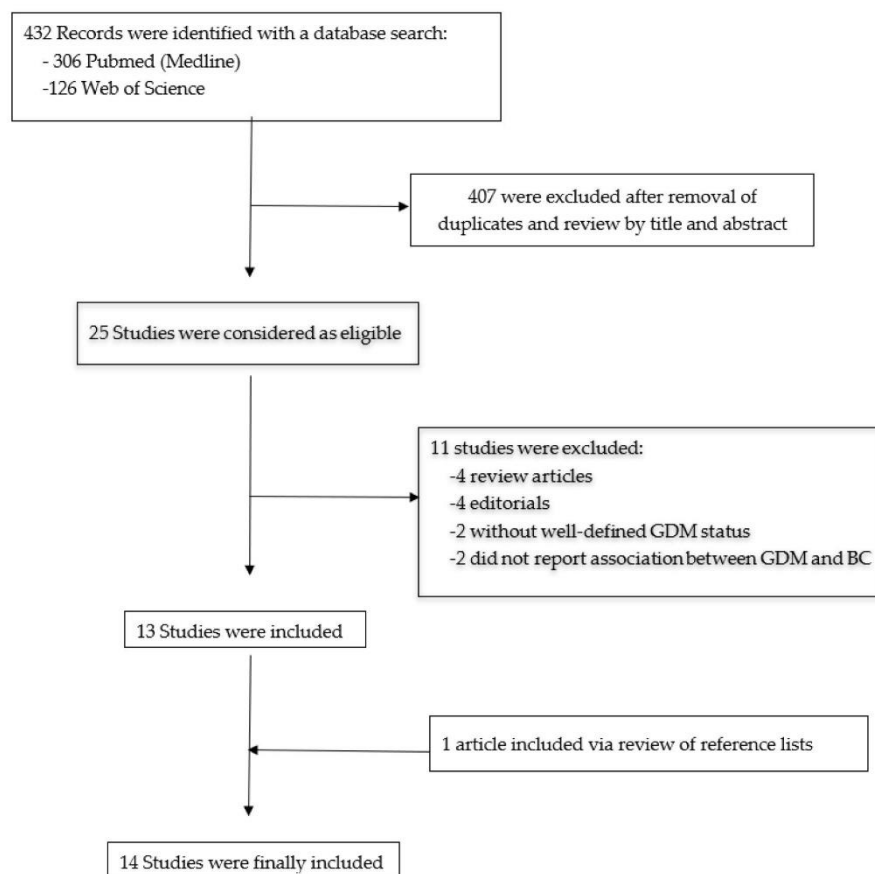 432 Records were identified with a database search:
- 306 Pubmed (Medline)
-126 Web of Science
407 were excluded after removal of
duplicates and review by title and abstract
25 Studies were considered as eligible
11 studies were excluded:
-4 review articles
-4 editorials
-2 without well-defined GDM status
-2 did not report association between GDM and BC
13 Studies were included
1 article included via review of reference lists
14 Studies were finally included